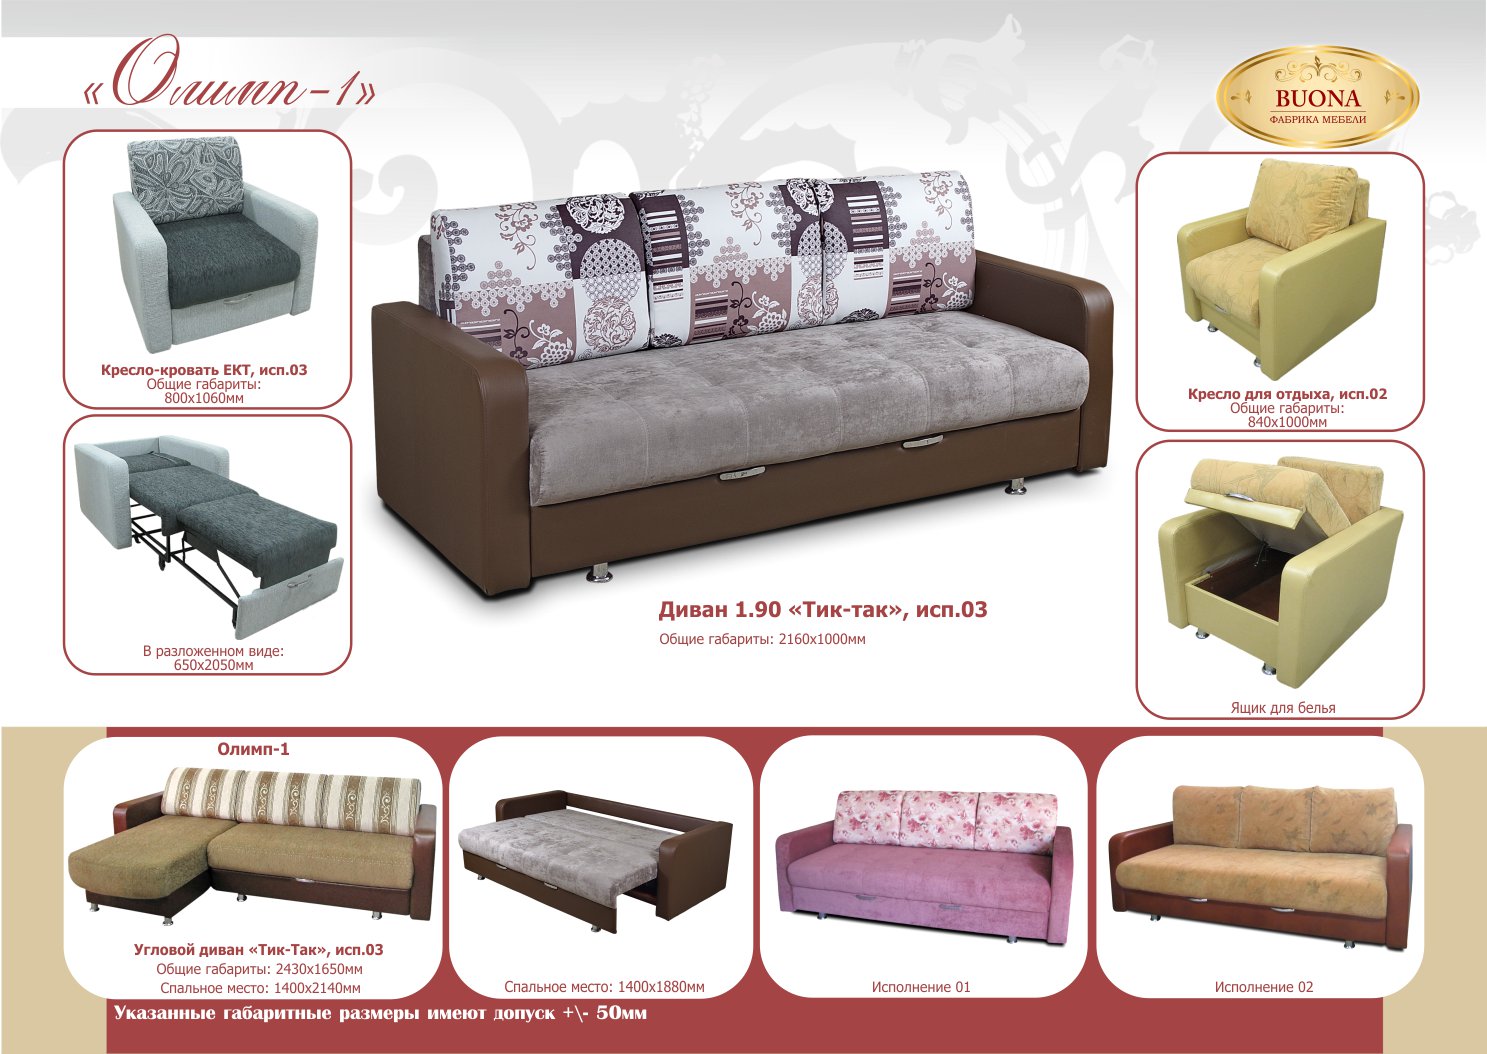 «Олимп-1»
BUONA
ФАБРИКА МЕБЕЛИ
Кресло-кровать ЕКТ, исп.03
Общие габариты:
800х1060мм
В разложенном виде:
650х2050мм
Диван 1.90 «Тик-так», исп.03
Общие габариты: 2160х1000мм
Кресло для отдыха, исп.02
Общие габариты:
840х1000мм
Ящик для белья
Олимп-1
Угловой диван «Тик-Так», исп.03
Общие габариты: 2430х1650мм
Спальное место: 1400х2140мм
Спальное место: 1400х1880мм
Исполнение 01
Исполнение 02
Указанные габаритные размеры имеют допуск +\- 50мм